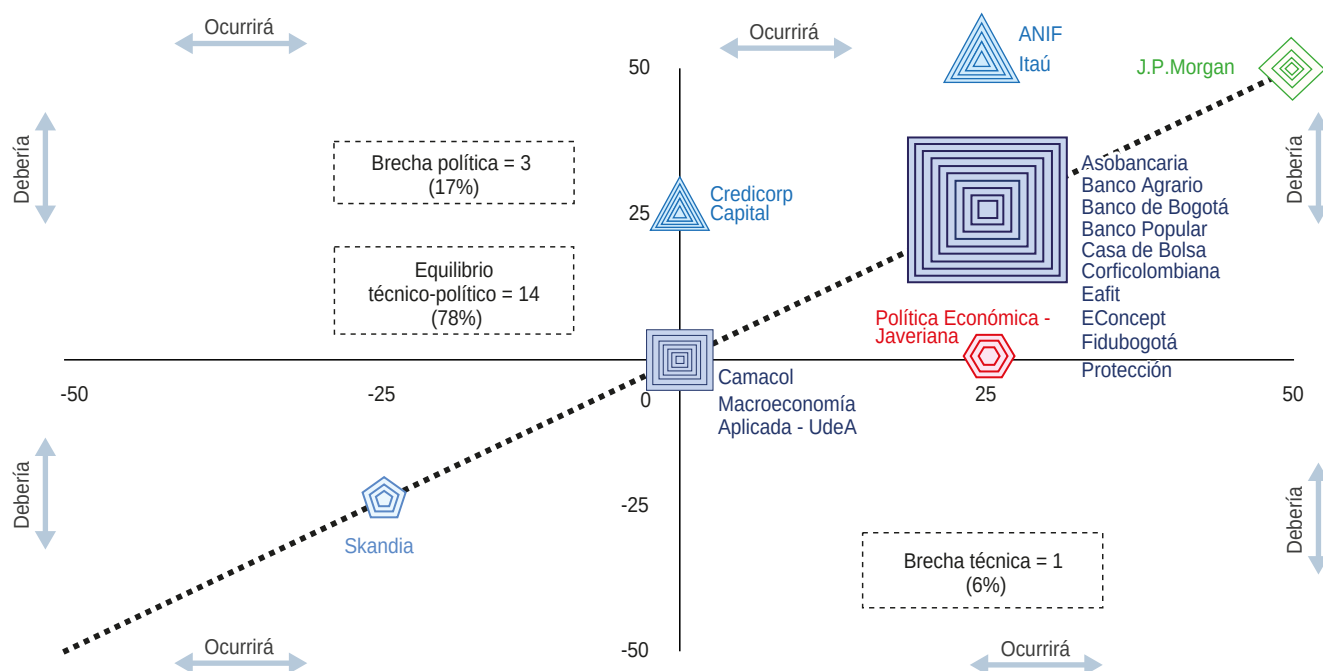 Ocurrirá
Ocurrirá
ANIF
Itaú
J.P.Morgan
50
Debería
Debería
Brecha política = 3
(17%)
Asobancaria
Banco Agrario
Banco de Bogotá
Banco Popular
Casa de Bolsa
Corficolombiana
Eafit
EConcept
Fidubogotá
Protección
Credicorp
Capital
25
Equilibrio
técnico-político = 14
(78%)
Política Económica -
Javeriana
-50
-25
0
25
50
Camacol
Macroeconomía
Aplicada - UdeA
Debería
Debería
-25
Skandia
Brecha técnica = 1
(6%)
-50
Ocurrirá
Ocurrirá